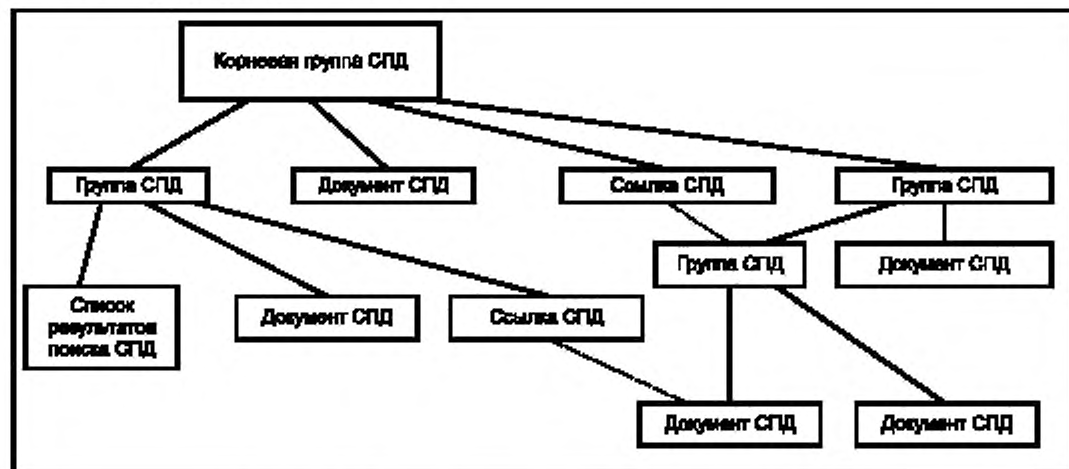 Корневая группа СПД
Группа СПД
Документ СПД
Ссылка СПД
Группа СПД
Группа СПД
Документ СПД
Список
результатов
поиска СПД
Документ СПД
Ссылка СПД
Документ СПД
Документ СПД